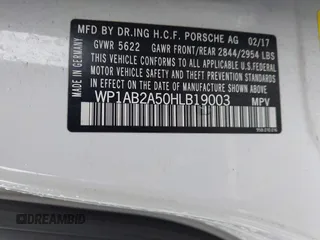 MFD BY DR.ING H.C.F. PORSCHE AG 02/17
GVWR 5622 GAWR FRONT/REAR 2844/2954 LBS
THIS VEHICLE CONFORMS TO ALL APPLICABLE
FEDERAL MOTOR VEHICLE SAFETY, BUMPER AND
THEFT PREVENTION STANDARDS IN
EFFECT ON THE DATE OF MANUFACTURE SHOWN ABOVE
WP1AB2A50HLB19003 MPV
MADE IN GERMANY
DREAMBID